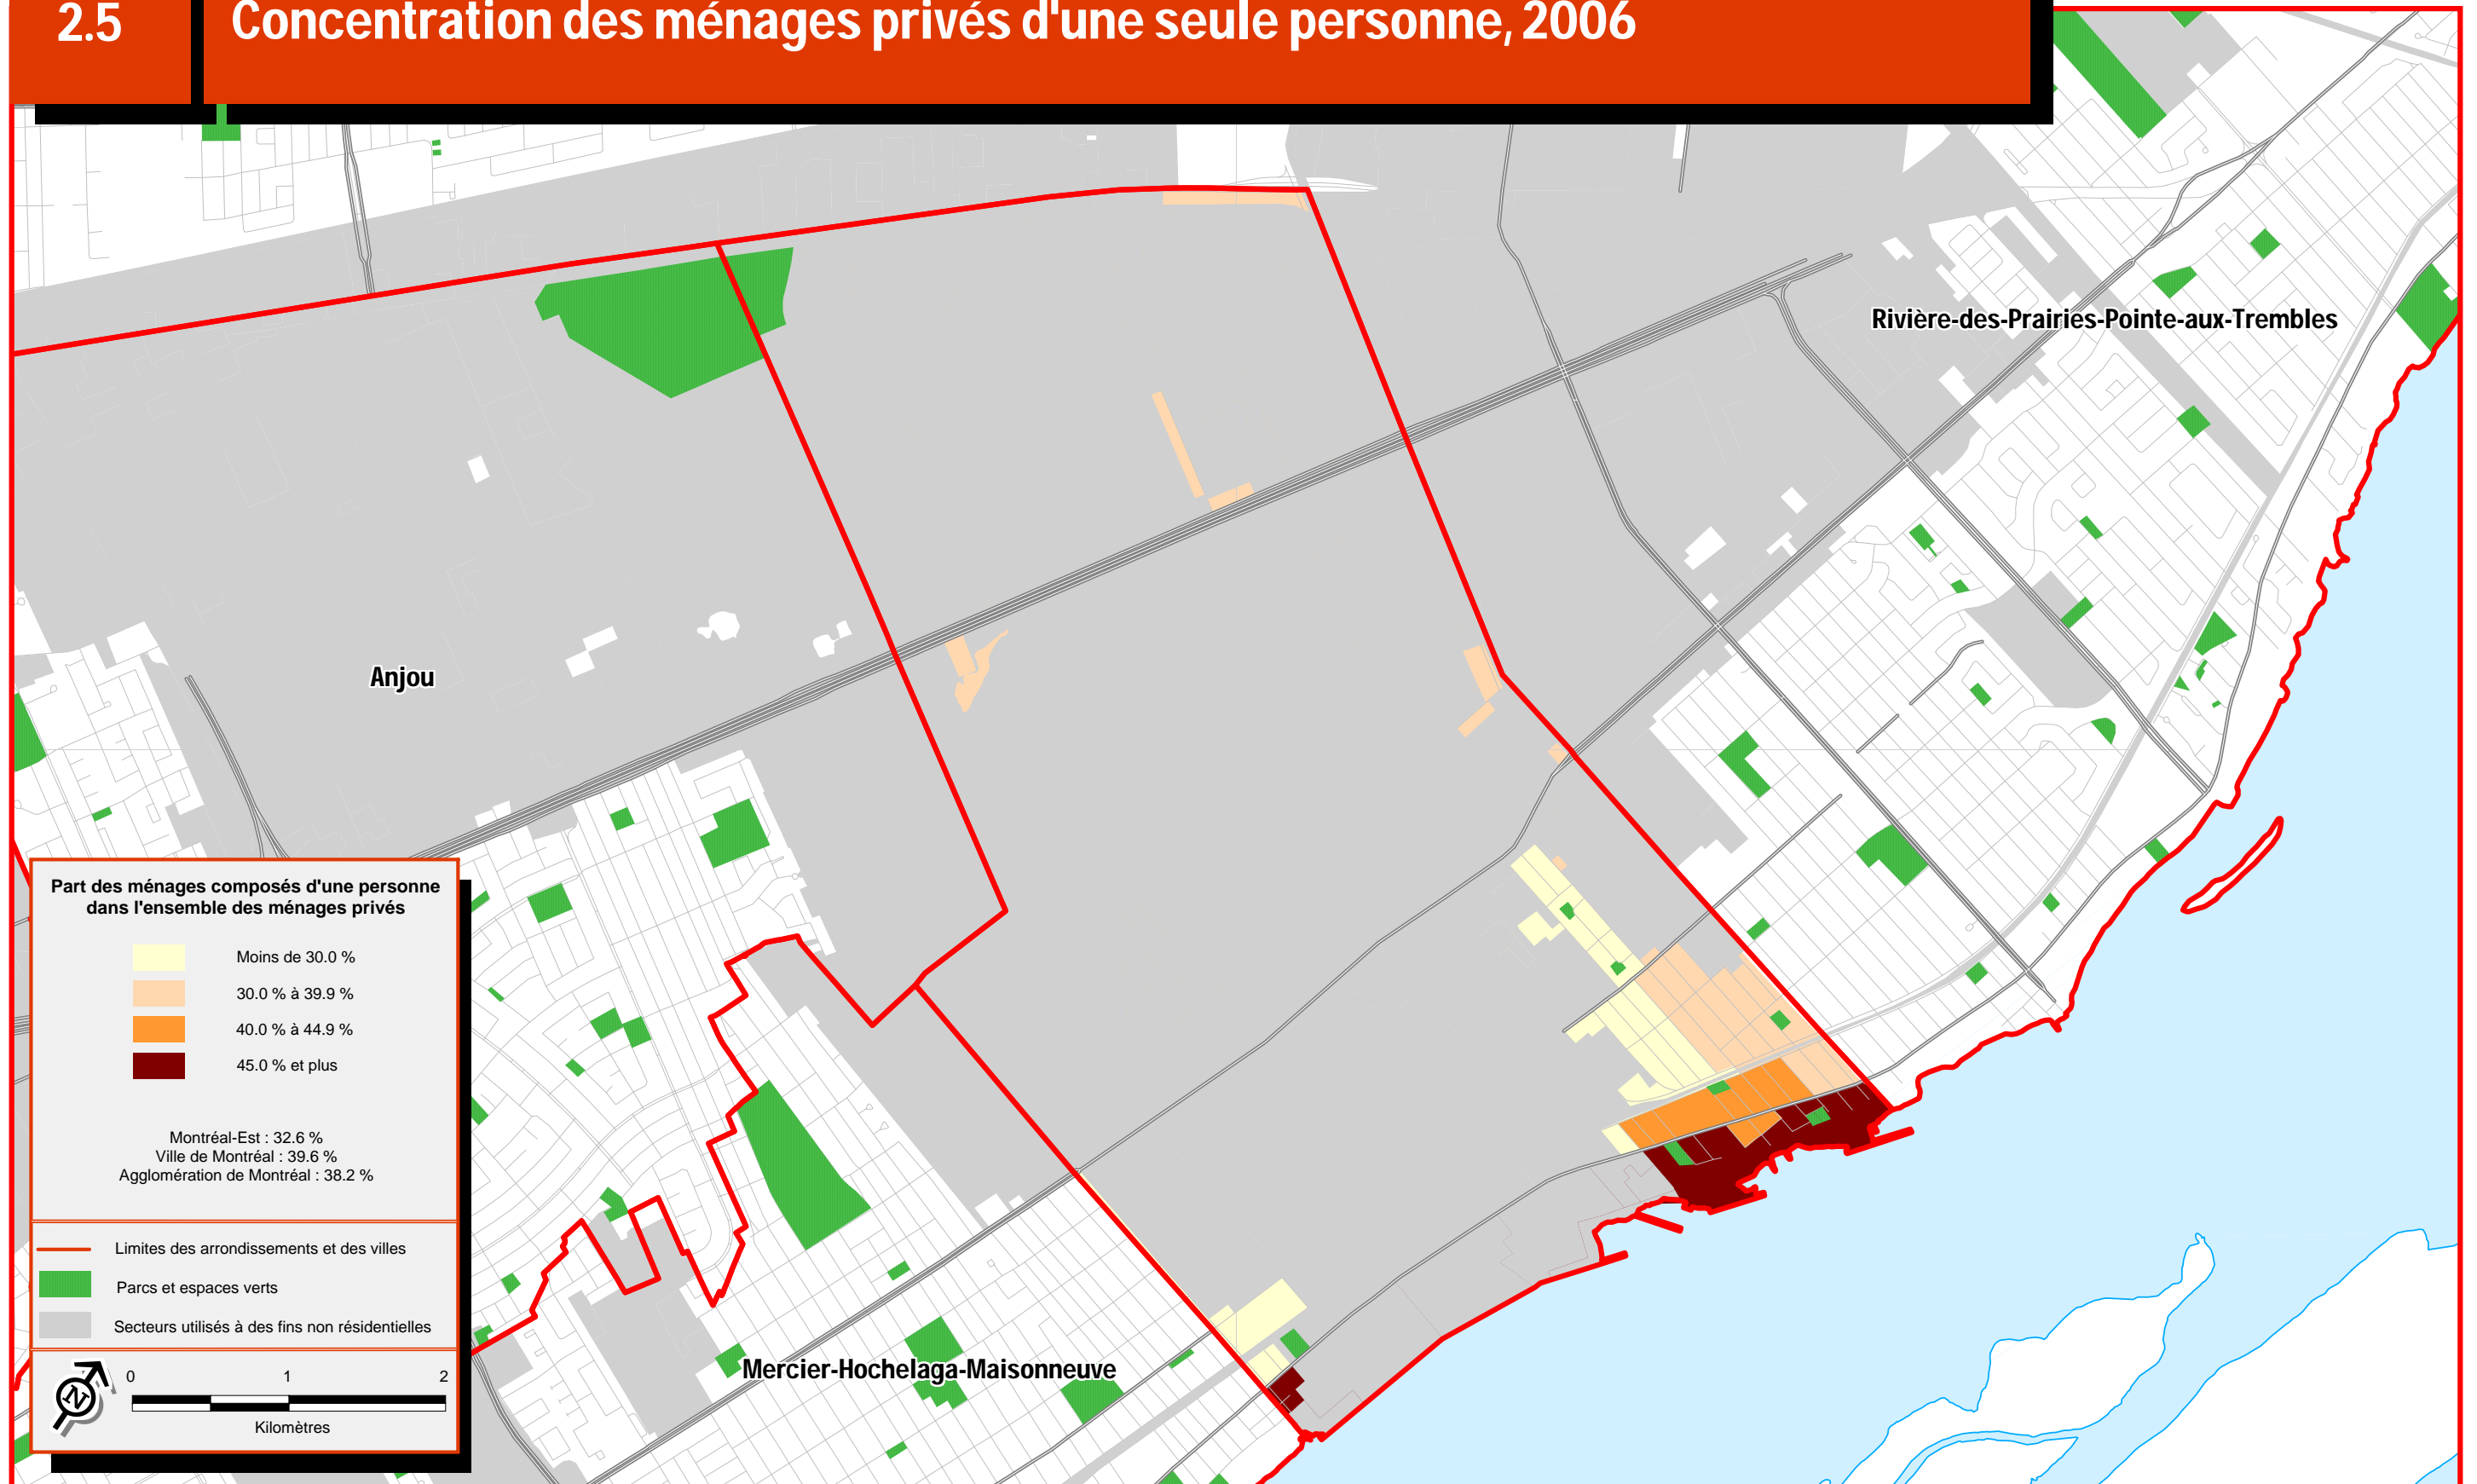 2.5
Concentration des ménages privés d'une seule personne, 2006
Rivière-des-Prairies-Pointe-aux-Trembles
Anjou
Mercier-Hochelaga-Maisonneuve
Part des ménages composés d'une personne
dans l'ensemble des ménages privés
Moins de 30.0 %
30.0 % à 39.9 %
40.0 % à 44.9 %
45.0 % et plus
Montréal-Est : 32.6 %
Ville de Montréal : 39.6 %
Agglomération de Montréal : 38.2 %
Limites des arrondissements et des villes
Parcs et espaces verts
Secteurs utilisés à des fins non résidentielles
N
0 1 2
Kilomètres